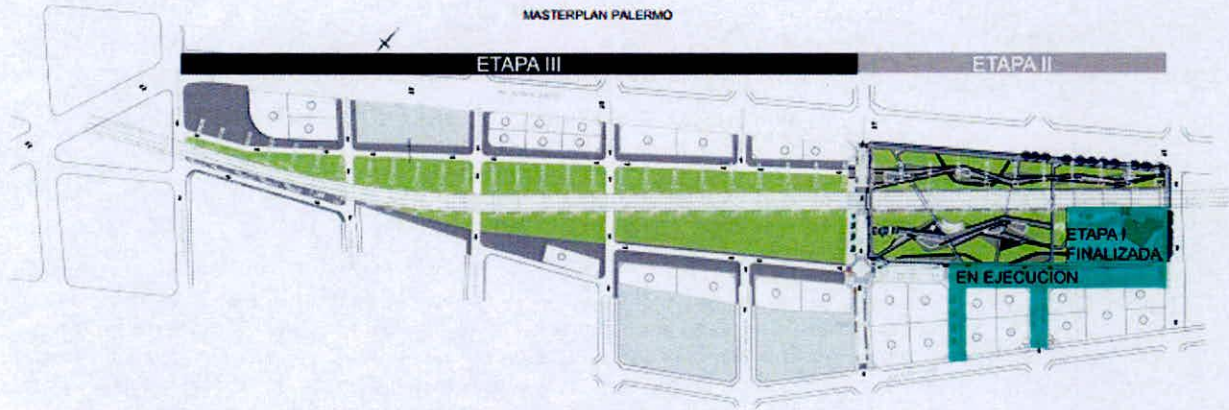 MASTERPLAN PALERMO
ETAPA III
ETAPA II
ETAPA I
FINALIZADA
EN EJECUCION